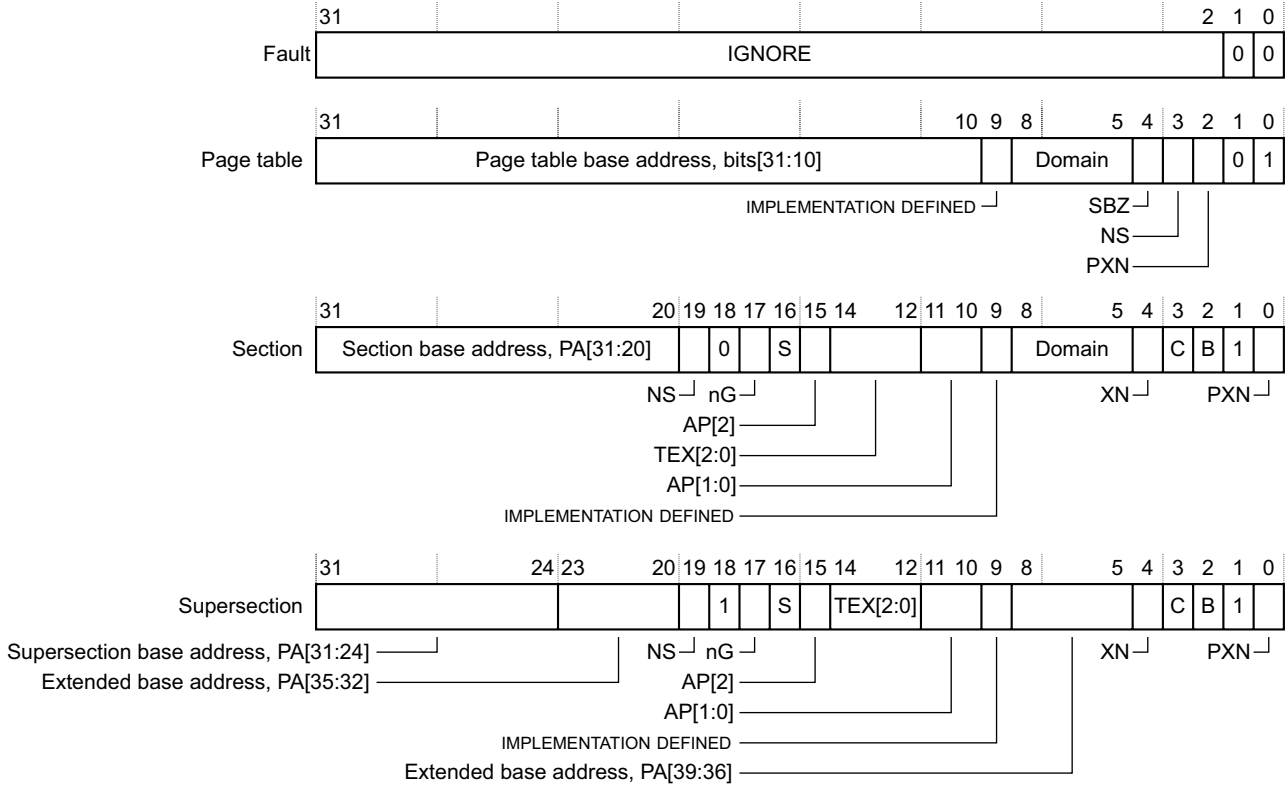 31 2 1 0
Fault IGNORE 0 0
31 10 9 8 5 4 3 2 1 0
Page table Page table base address, bits[31:10] Domain 0 1
IMPLEMENTATION DEFINED SBZ
NS
PXN
31 20 19 18 17 16 15 14 12 11 10 9 8 5 4 3 2 1 0
Section Section base address, PA[31:20] 0 S Domain C B 1
NS nG XN PXN
AP[2]
TEX[2:0]
AP[1:0]
IMPLEMENTATION DEFINED
31 24 23 20 19 18 17 16 15 14 12 11 10 9 8 5 4 3 2 1 0
Supersection 1 S TEX[2:0] C B 1
Supersection base address, PA[31:24] NS nG XN PXN
Extended base address, PA[35:32] AP[2]
AP[1:0]
IMPLEMENTATION DEFINED
Extended base address, PA[39:36]